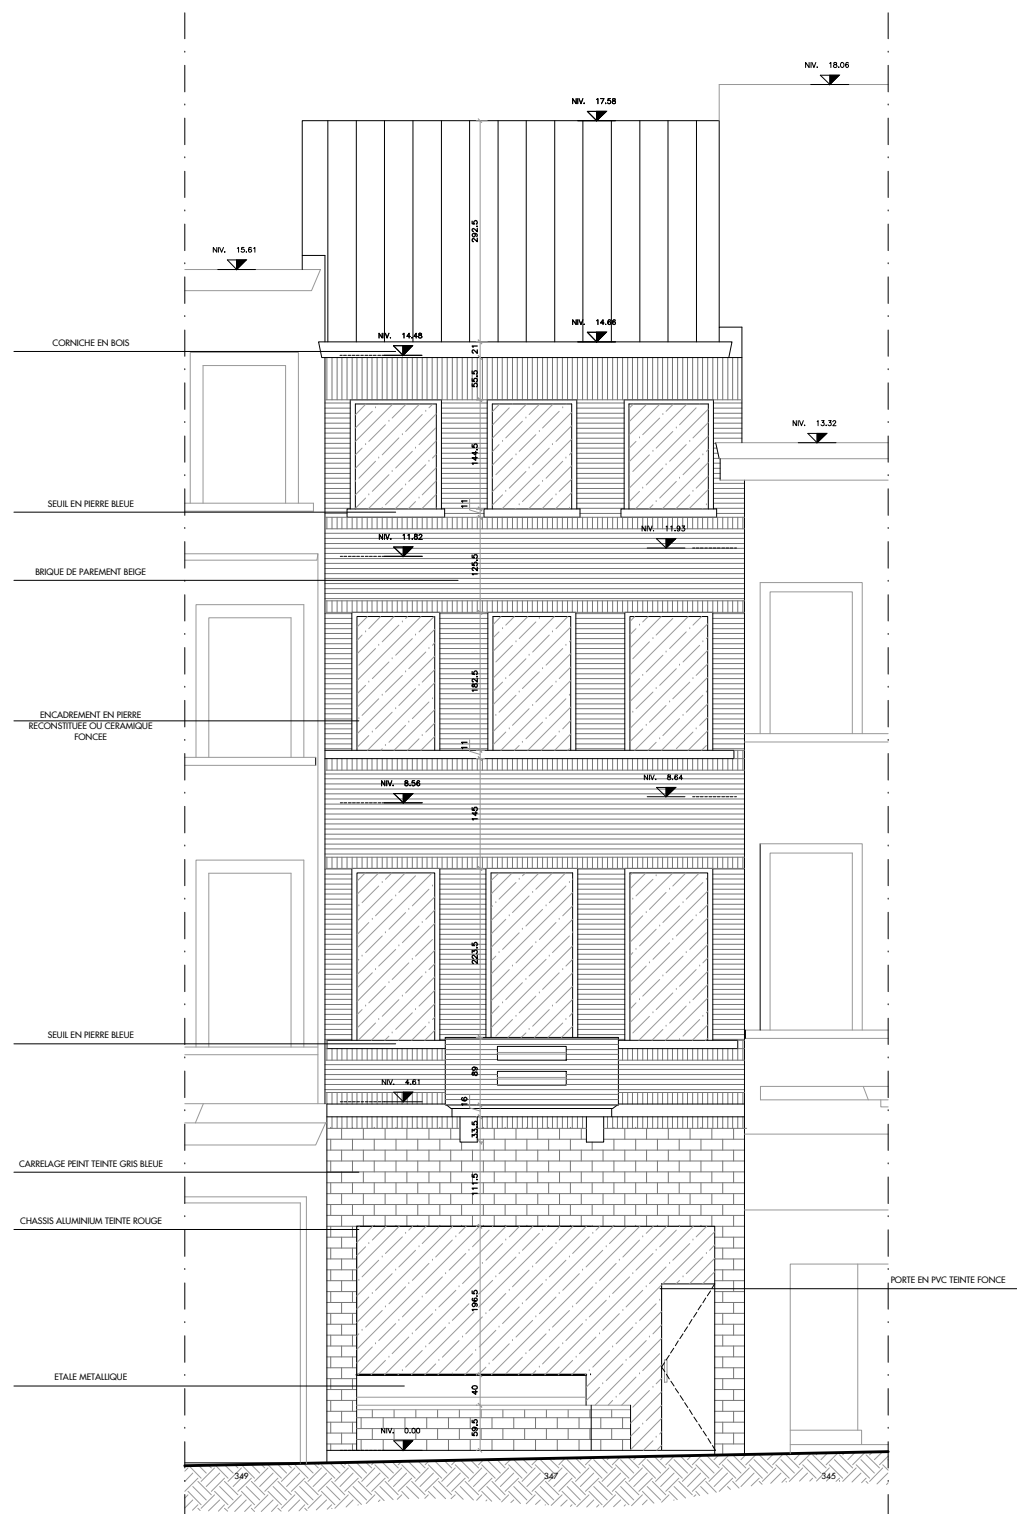 NIV. 18.06
NIV. 17.58
292.5
NIV. 15.61
NIV. 14.66
NIV. 14.48
CORNICHE EN BOIS
21
55.5
NIV. 13.32
144.5
11
SEUIL EN PIERRE BLEUE
NIV. 11.93
NIV. 11.82
125.5
BRIQUE DE PAREMENT BEIGE
182.5
ENCADREMENT EN PIERRE
RECONSTITUEE OU CERAMIQUE
FONCEE
11
NIV. 8.64
NIV. 8.56
145
223.5
SEUIL EN PIERRE BLEUE
89
NIV. 4.61
16
33.5
CARRELAGE PEINT TEINTE GRIS BLEUE
111.5
CHASSIS ALUMINIUM TEINTE ROUGE
PORTE EN PVC TEINTE FONCE
196.5
ETALE METALLIQUE
40
59.5
NIV. 0.00
349
347
345